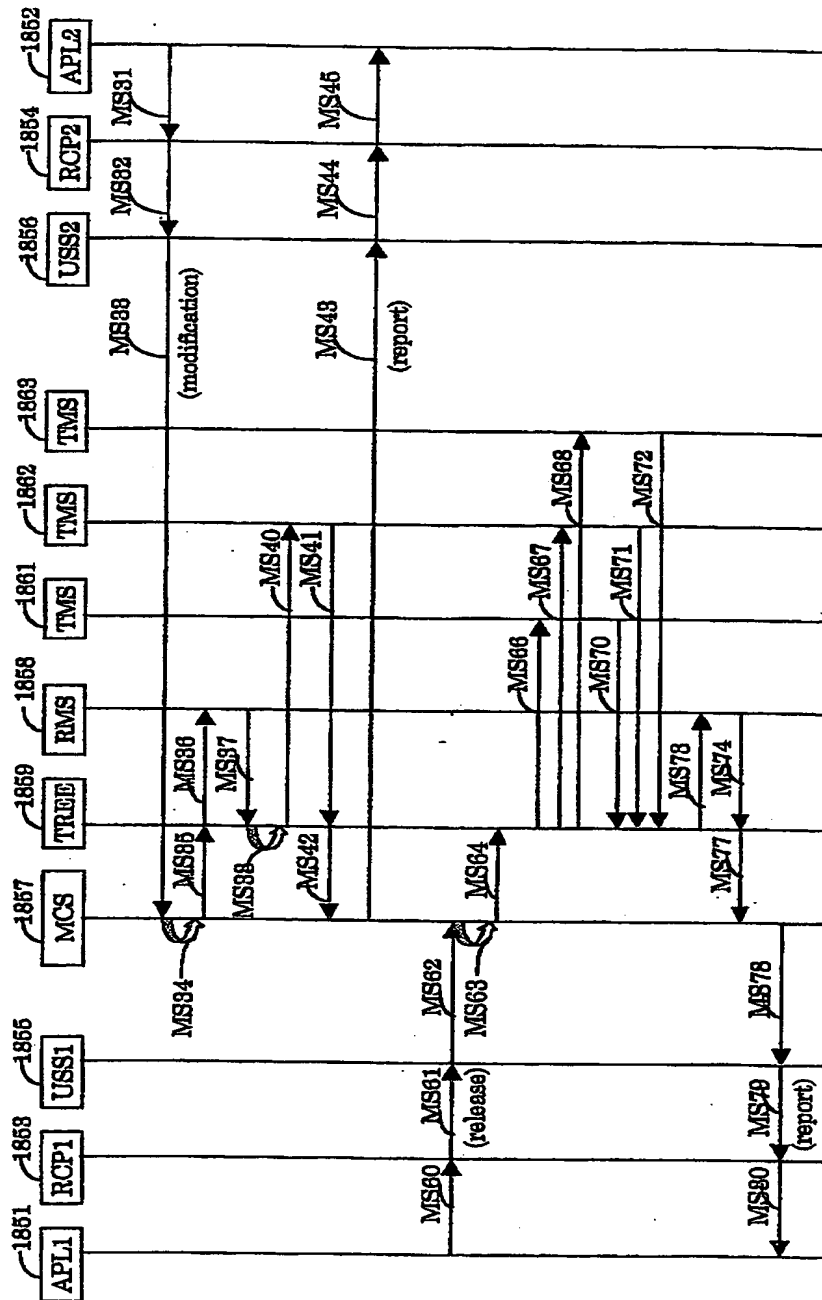 1851
APL1
1853
RCP1
1855
USS1
1857
MCS
1859
TREE
1858
RMS
1861
TMS
1862
TMS
1863
TMS
1856
USS2
1854
RCP2
1852
APL2
MS31
MS32
MS33
(modification)
MS34
MS35
MS36
MS37
MS38
MS40
MS41
MS42
MS43
(report)
MS44
MS45
MS60
MS61
(release)
MS62
MS63
MS64
MS66
MS67
MS68
MS70
MS71
MS72
MS73
MS74
MS77
MS78
MS79
(report)
MS80